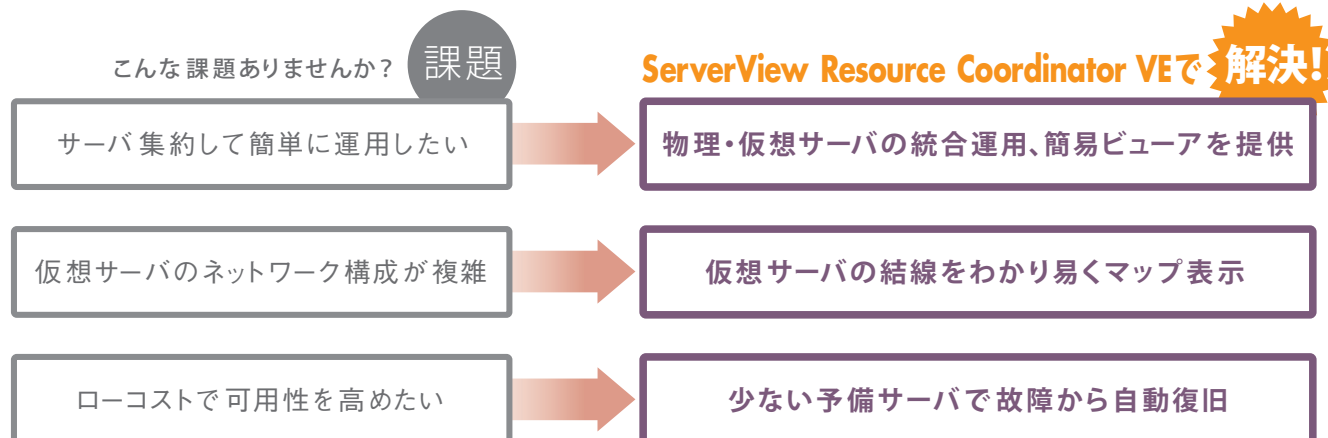 こんな課題ありませんか？
課題
ServerView Resource Coordinator VEで
解決!
サーバ集約して簡単に運用したい
物理・仮想サーバの統合運用、簡易ビューアを提供
仮想サーバのネットワーク構成が複雑
仮想サーバの結線をわかり易くマップ表示
ローコストで可用性を高めたい
少ない予備サーバで故障から自動復旧